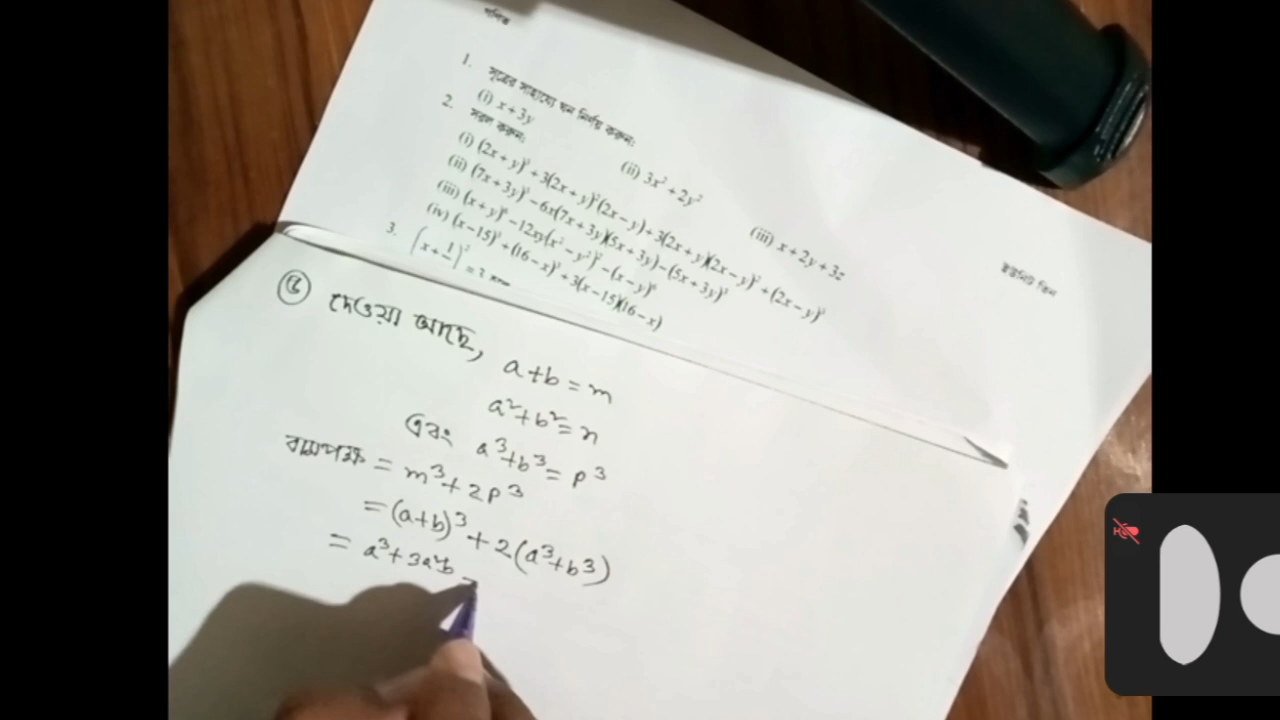 গণিত
1. সূত্রের সাহায্যে ঘন নির্ণয় করুন:
(i) x + 3y (ii) 3x² + 2y² (iii) x + 2y + 3z
2. সরল করুন:
(i) (2x + y)³ + 3(2x + y)²(2x − y) + 3(2x + y)(2x − y)² + (2x − y)³
(ii) (7x + 3y)³ − 6x(7x + 3y)(5x + 3y) − (5x + 3y)³
(iii) (x + y)⁶ − 12xy(x² − y²)² − (x − y)⁶
(iv) (x − 15)³ + (16 − x)³ + 3(x − 15)(16 − x)
3. (x + 1/
দেওয়া আছে, a+b = m
a²+b² = n
এবং a³+b³ = p³
বামপক্ষ = m³ + 2p³
= (a+b)³ + 2(a³+b³)
= a³ + 3a²b